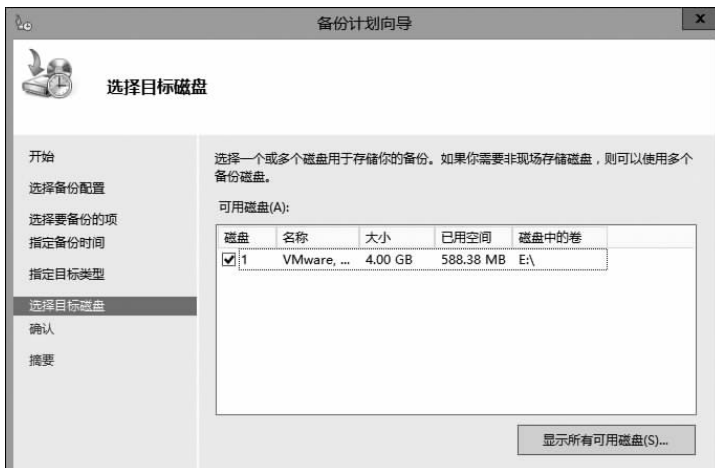 备份计划向导
x
选择目标磁盘
开始
选择备份配置
选择要备份的项
指定备份时间
指定目标类型
选择目标磁盘
确认
摘要
选择一个或多个磁盘用于存储你的备份。如果你需要非现场存储磁盘，则可以使用多个
备份磁盘。
可用磁盘(A):
磁盘 名称 大小 已用空间 磁盘中的卷
1 VMware, ... 4.00 GB 588.38 MB E:\
显示所有可用磁盘(S)...